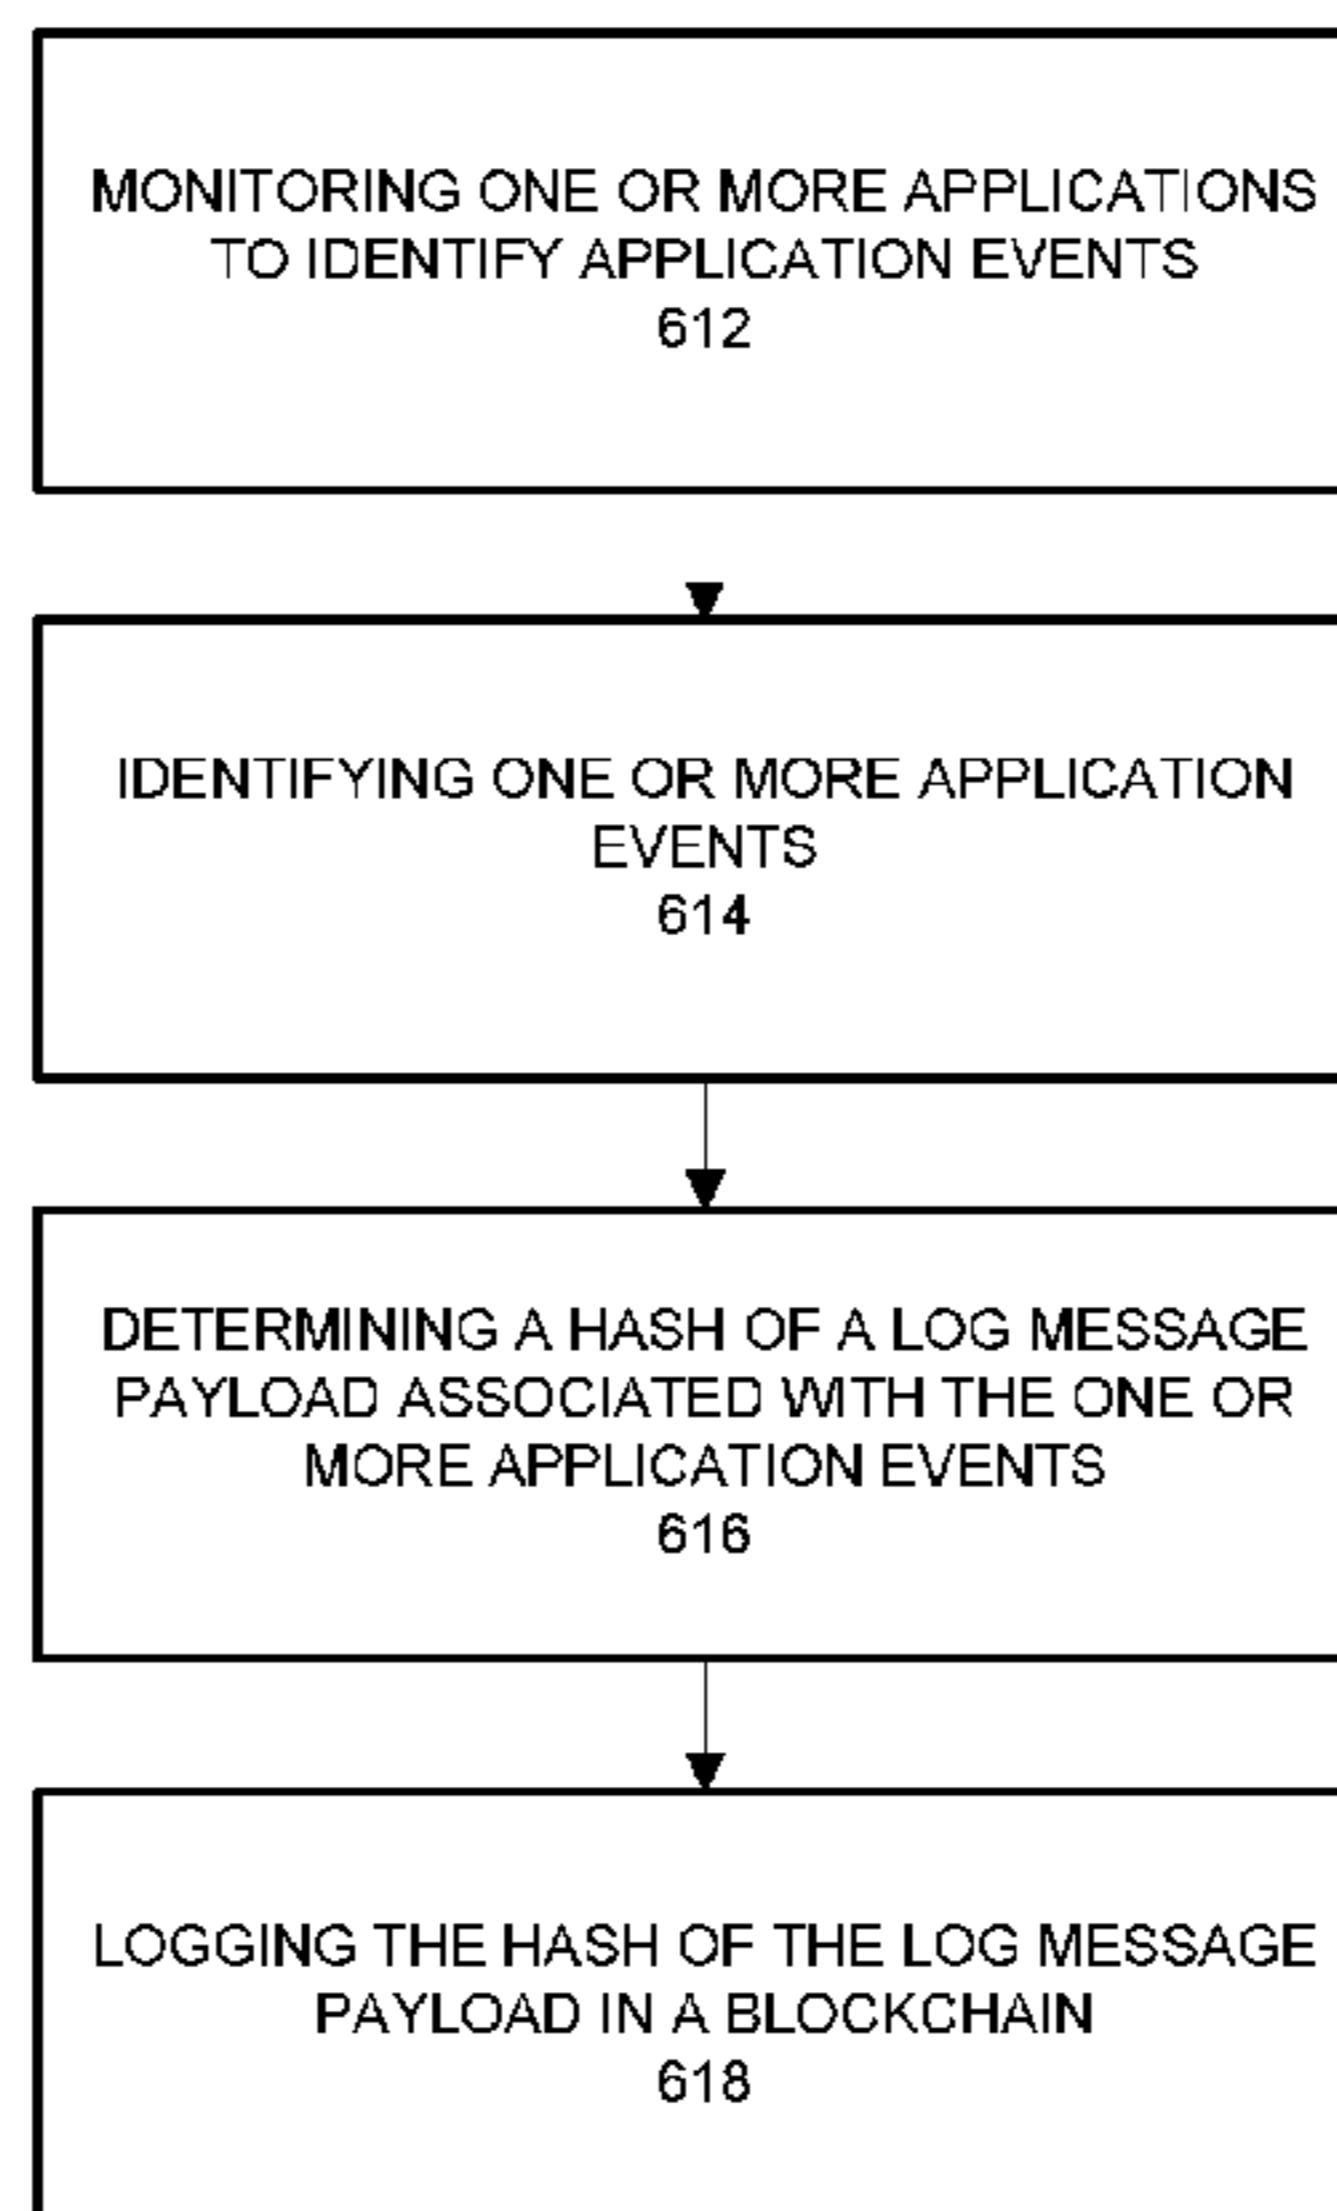 MONITORING ONE OR MORE APPLICATIONS
TO IDENTIFY APPLICATION EVENTS
612
IDENTIFYING ONE OR MORE APPLICATION
EVENTS
614
DETERMINING A HASH OF A LOG MESSAGE
PAYLOAD ASSOCIATED WITH THE ONE OR
MORE APPLICATION EVENTS
616
LOGGING THE HASH OF THE LOG MESSAGE
PAYLOAD IN A BLOCKCHAIN
618